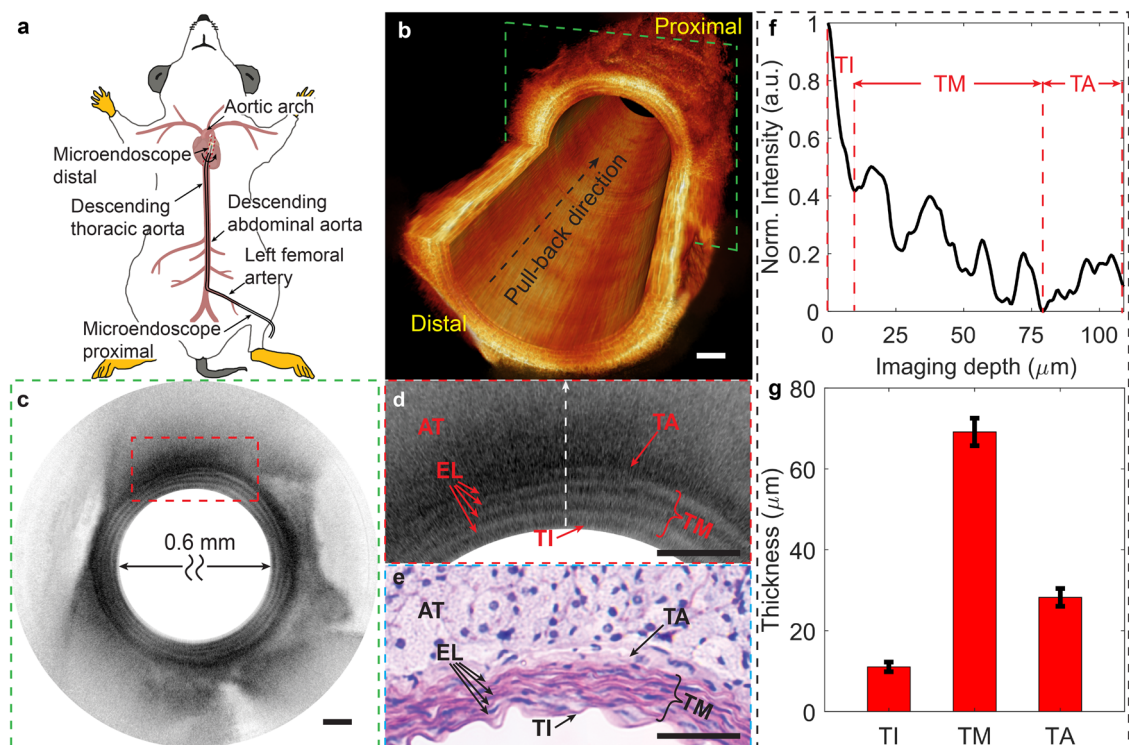 a
Aortic arch
Microendoscope
distal
Descending
thoracic aorta
Descending
abdominal aorta
Left femoral
artery
Microendoscope
proximal
b
Proximal
Pull-back direction
Distal
c
0.6 mm
d
AT
TA
EL
TI
TM
e
AT
TA
EL
TI
TM
f
Norm. Intensity (a.u.)
1
0.8
0.6
0.4
0.2
0
TI
TM
TA
0
25
50
75
100
Imaging depth (μm)
g
Thickness (μm)
80
60
40
20
0
TI
TM
TA